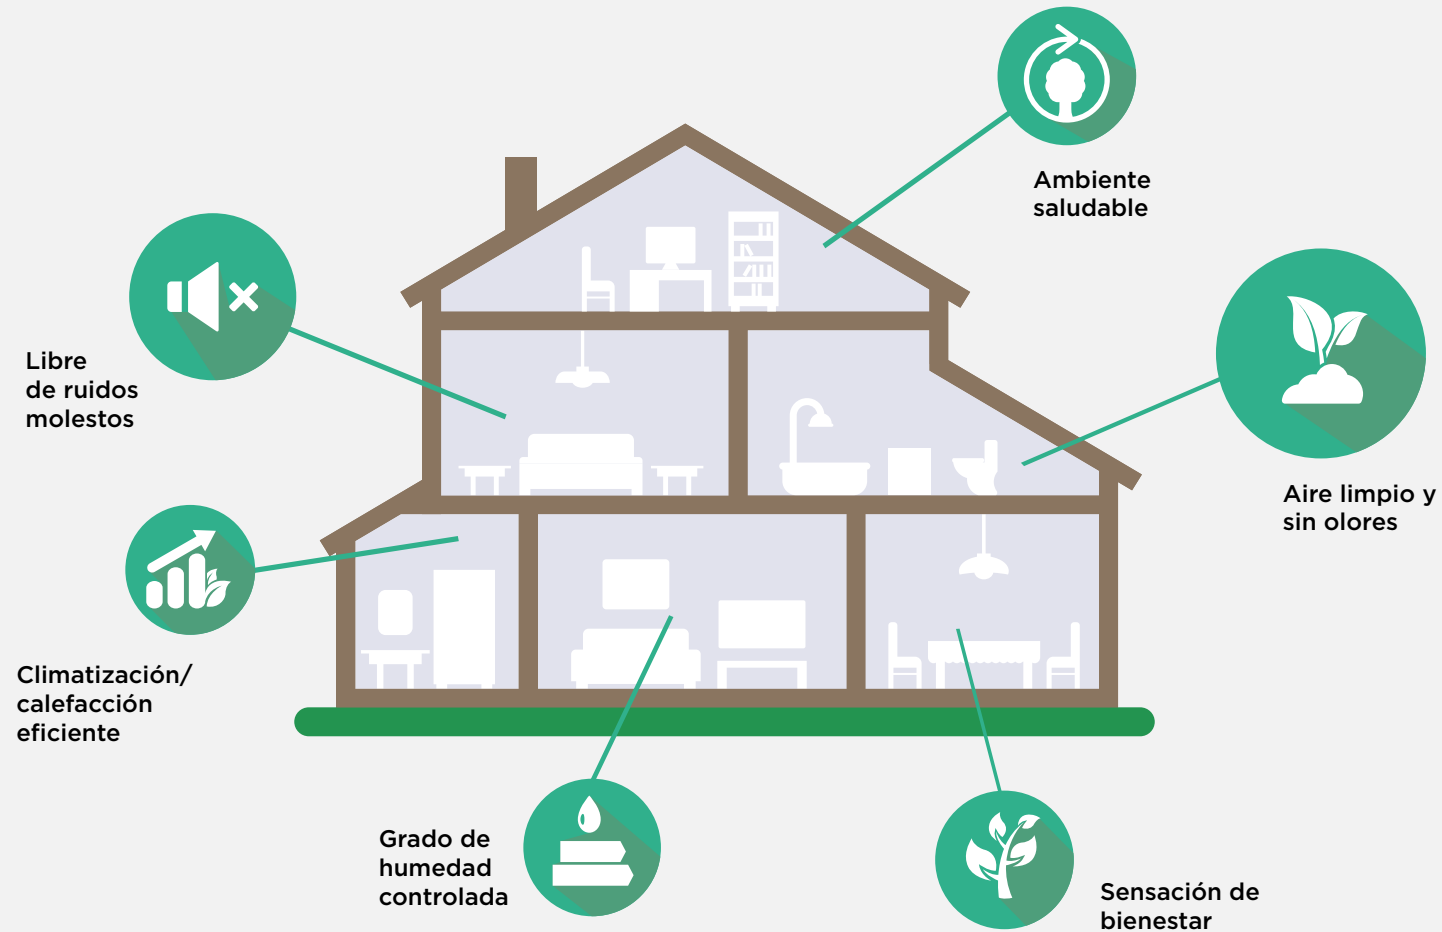 Ambiente
saludable
Libre
de ruidos
molestos
Aire limpio y
sin olores
Climatización/
calefacción
eficiente
Grado de
humedad
controlada
Sensación de
bienestar